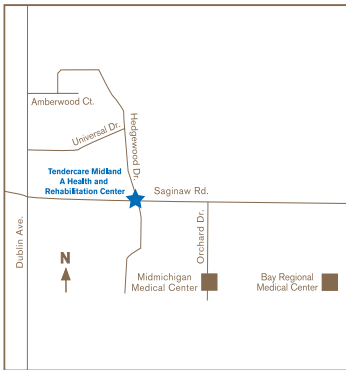 Amberwood Ct.
Universal Dr.
Hedgewood Dr.
Tendercare Midland
A Health and
Rehabilitation Center
Saginaw Rd.
Dublin Ave.
Orchard Dr.
N
Midmichigan
Medical Center
Bay Regional
Medical Center